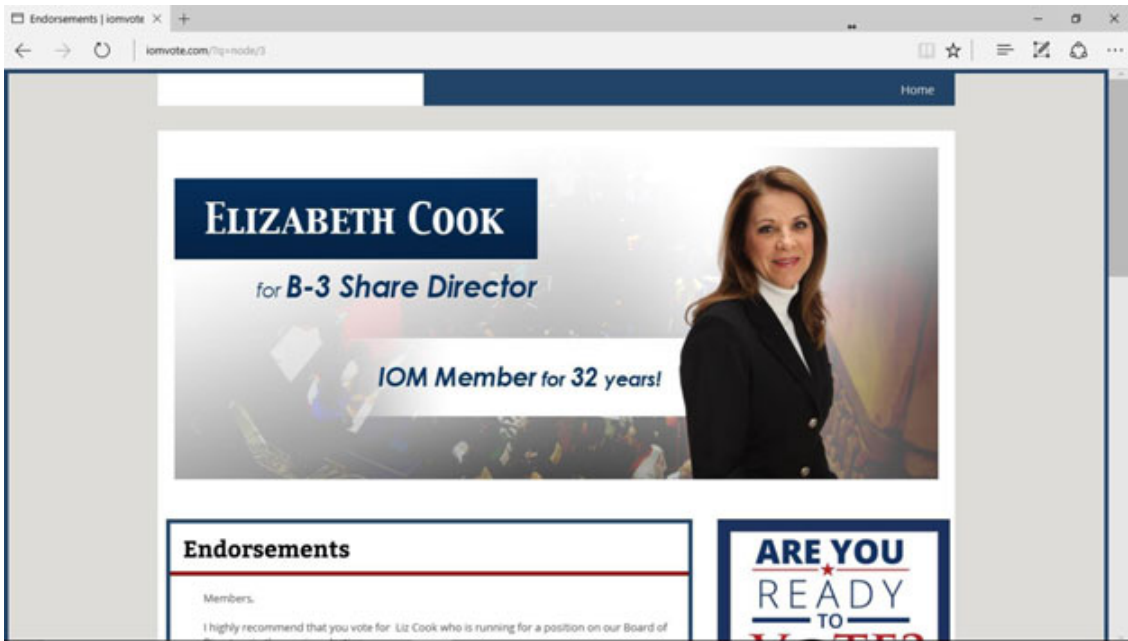 Endorsements | iomvote
iomvote.com/?q=node/3
Home
ELIZABETH COOK
for B-3 Share Director
IOM Member for 32 years!
Endorsements
Members,
I highly recommend that you vote for Liz Cook who is running for a position on our Board of
ARE YOU
READY
TO
VOTE?